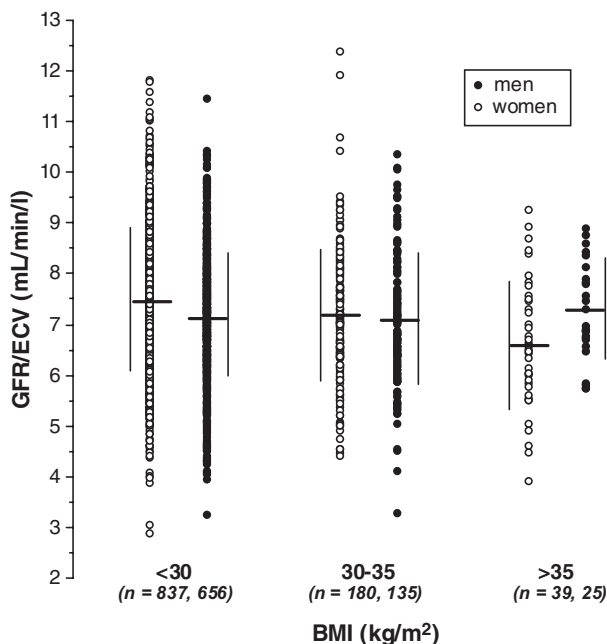 13
12
11
10
9
8
7
6
5
4
3
2
GFR/ECV (mL/min/l)
men
women
<30
(n = 837, 656)
30-35
(n = 180, 135)
>35
(n = 39, 25)
BMI (kg/m²)